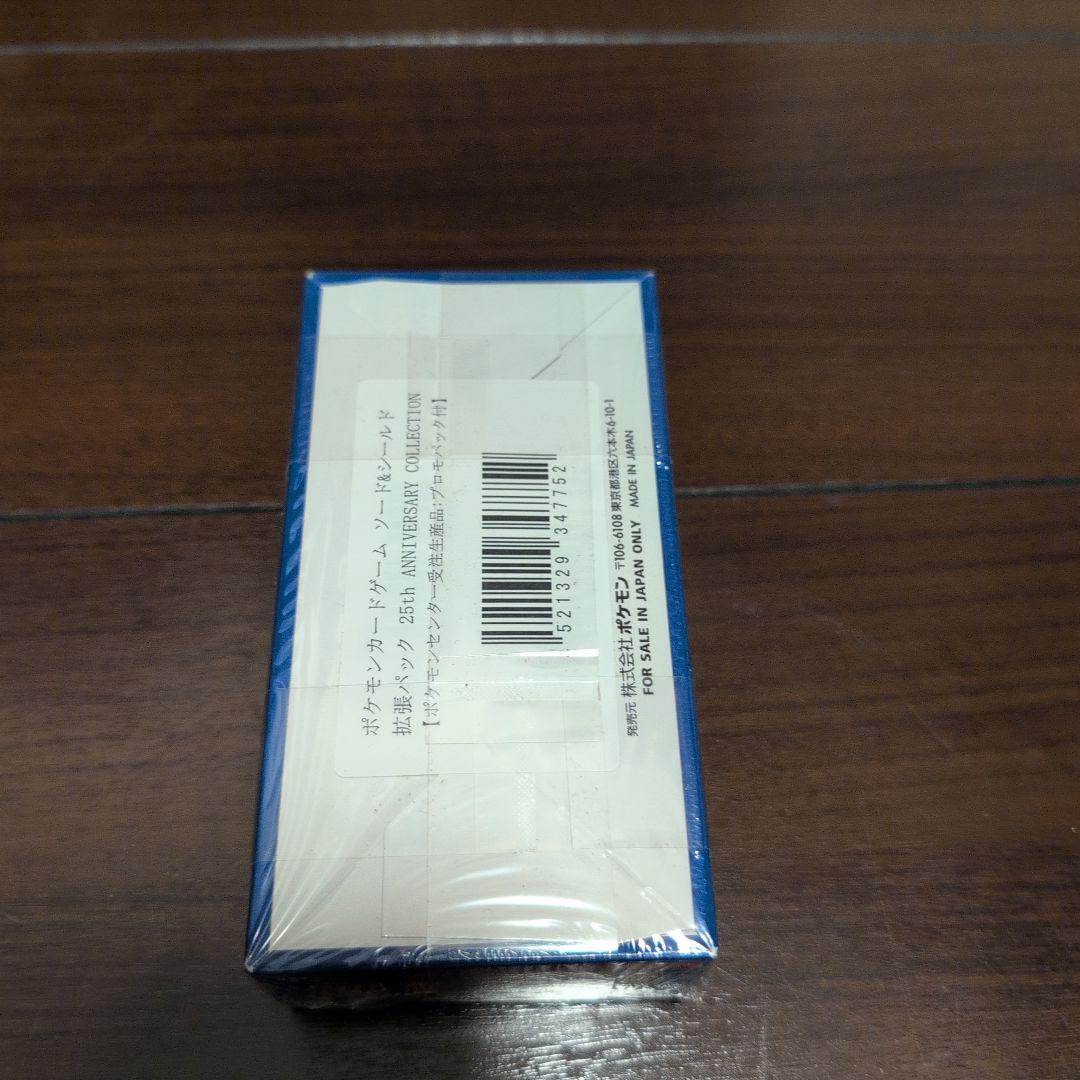 ポケモンカードゲーム ソード&シールド
拡張パック 25th ANNIVERSARY COLLECTION
【ポケモンセンター受注生産品:プロモパック付】
521329 347752
発売元 株式会社ポケモン 〒106-6108東京都港区六本木6-10-1
FOR SALE IN JAPAN ONLY MADE IN JAPAN